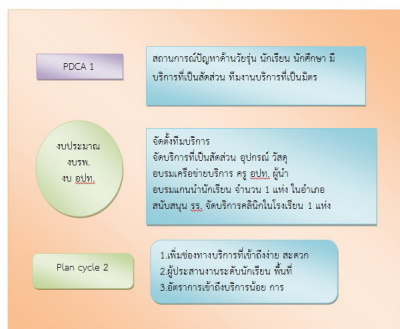 PDCA 1
สถานการณ์ปัญหาด้านวัยรุ่น นักเรียน นักศึกษา มี
บริการที่เป็นสัดส่วน ทีมงานบริการที่เป็นมิตร
งบประมาณ
งบรพ.
งบ อปท.
จัดตั้งทีมบริการ
จัดบริการที่เป็นสัดส่วน อุปกรณ์ วัสดุ
อบรมเครือข่ายบริการ ครู อปท. ผู้นำ
อบรมแกนนำนักเรียน จำนวน 1 แห่ง ในอำเภอ
สนับสนุน รร. จัดบริการคลินิกในโรงเรียน 1 แห่ง
Plan cycle 2
1.เพิ่มช่องทางบริการที่เข้าถึงง่าย สะดวก
2.ผู้ประสานงานระดับนักเรียน พื้นที่
3.อัตราการเข้าถึงบริการน้อย การ